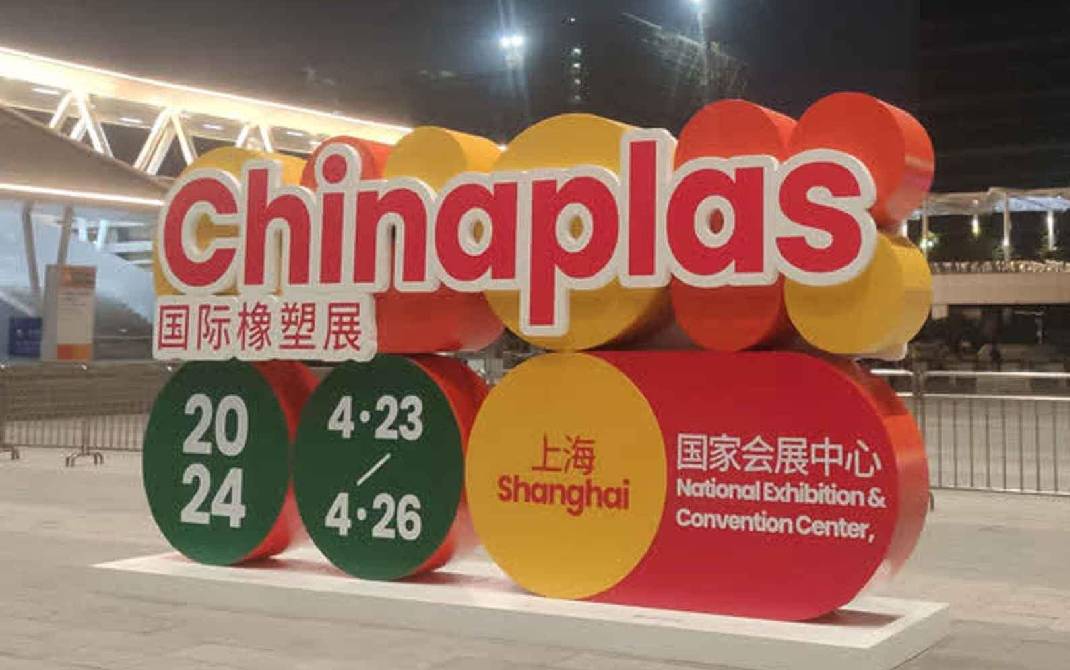 Chinaplas
国际橡塑展
20
24
4·23
/
4·26
上海
Shanghai
国家会展中心
National Exhibition &
Convention Center,